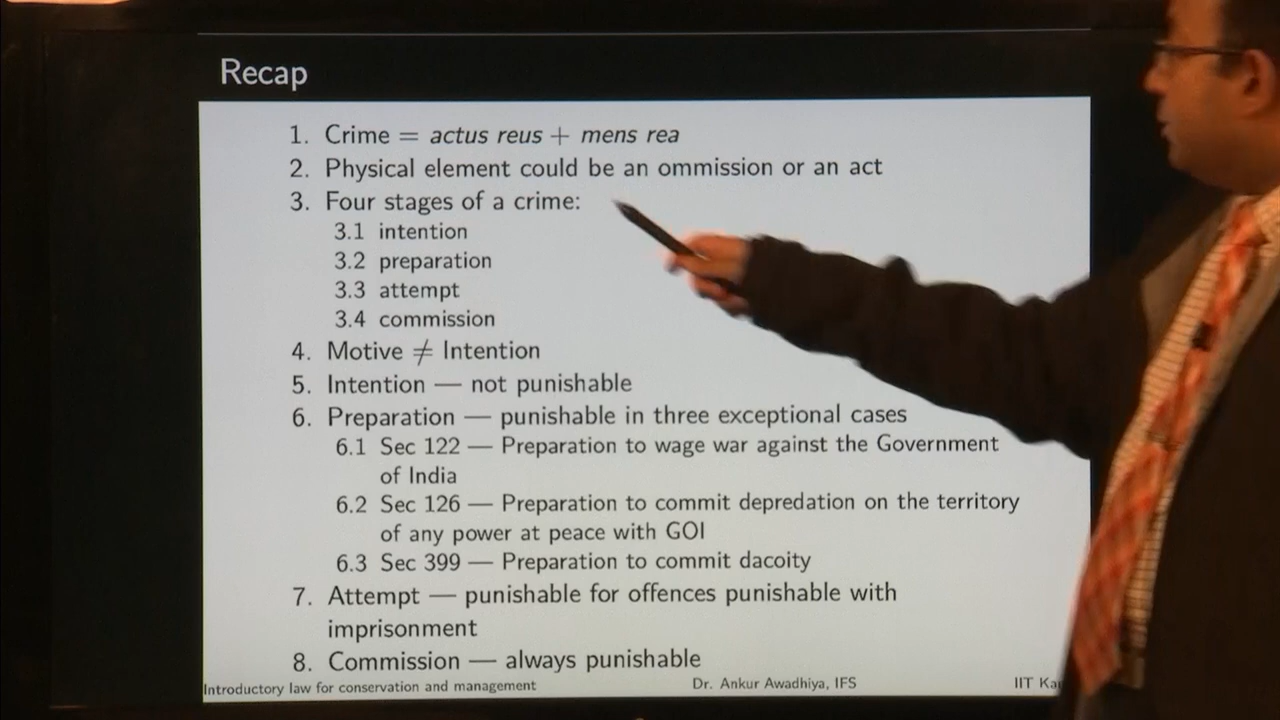 Recap
1. Crime = actus reus + mens rea
2. Physical element could be an ommission or an act
3. Four stages of a crime:
3.1 intention
3.2 preparation
3.3 attempt
3.4 commission
4. Motive ≠ Intention
5. Intention — not punishable
6. Preparation — punishable in three exceptional cases
6.1 Sec 122 — Preparation to wage war against the Government
of India
6.2 Sec 126 — Preparation to commit depredation on the territory
of any power at peace with GOI
6.3 Sec 399 — Preparation to commit dacoity
7. Attempt — punishable for offences punishable with
imprisonment
8. Commission — always punishable
Introductory law for conservation and management Dr. Ankur Awadhiya, IFS IIT